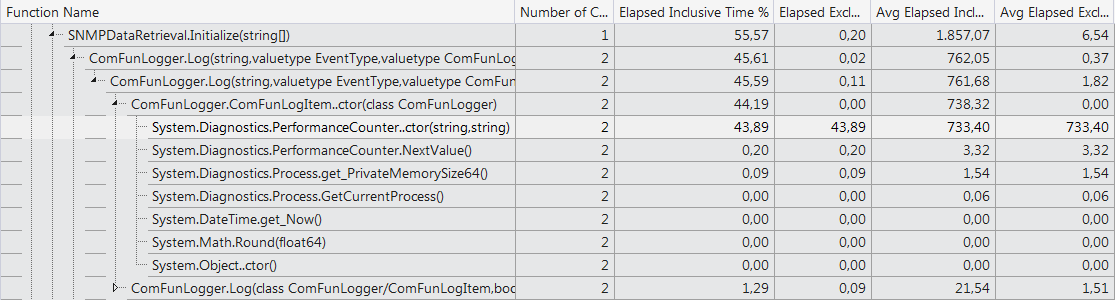 Function Name Number of C... Elapsed Inclusive Time % Elapsed Excl... Avg Elapsed Incl... Avg Elapsed Exc...
SNMPDataRetrieval.Initialize(string[]) 1 55,57 0,20 1.857,07 6,54
ComFunLogger.Log(string,valuetype EventType,valuetype ComFunLog 2 45,61 0,02 762,05 0,37
ComFunLogger.Log(string,valuetype EventType,valuetype ComFun 2 45,59 0,11 761,68 1,82
ComFunLogger.ComFunLogItem..ctor(class ComFunLogger) 2 44,19 0,00 738,32 0,00
System.Diagnostics.PerformanceCounter..ctor(string,string) 2 43,89 43,89 733,40 733,40
System.Diagnostics.PerformanceCounter.NextValue() 2 0,20 0,20 3,32 3,32
System.Diagnostics.Process.get_PrivateMemorySize64() 2 0,09 0,09 1,54 1,54
System.Diagnostics.Process.GetCurrentProcess() 2 0,00 0,00 0,06 0,06
System.DateTime.get_Now() 2 0,00 0,00 0,00 0,00
System.Math.Round(float64) 2 0,00 0,00 0,00 0,00
System.Object..ctor() 2 0,00 0,00 0,00 0,00
ComFunLogger.Log(class ComFunLogger/ComFunLogItem,boo 2 1,29 0,09 21,54 1,51